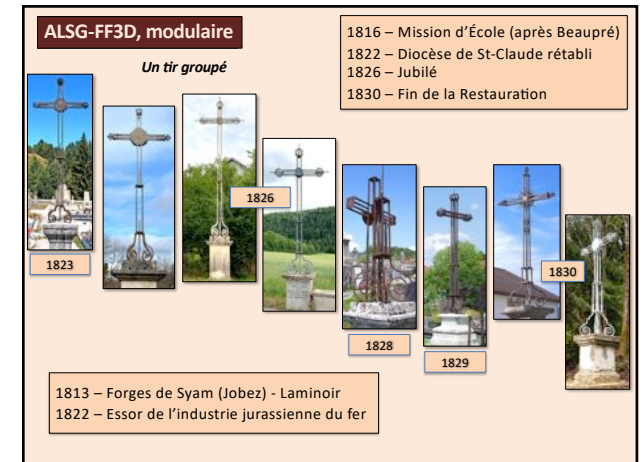 ALSG-FF3D, modulaire
Un tir groupé
1816 – Mission d’École (après Beaupré)
1822 – Diocèse de St-Claude rétabli
1826 – Jubilé
1830 – Fin de la Restauration
1823
1826
1828
1829
1830
1813 – Forges de Syam (Jobez) - Laminoir
1822 – Essor de l’industrie jurassienne du fer